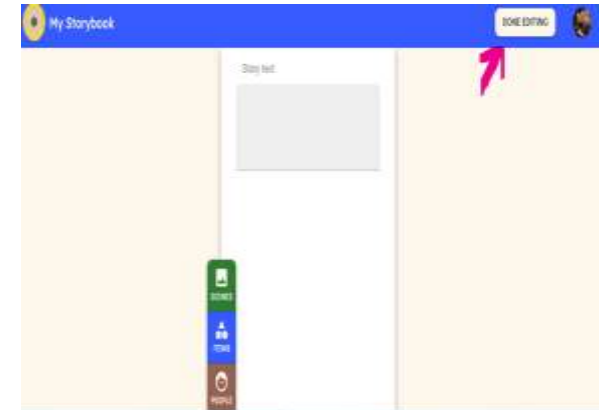 My Storybook
DONE EDITING
Story text
SCENES
ITEMS
PEOPLE